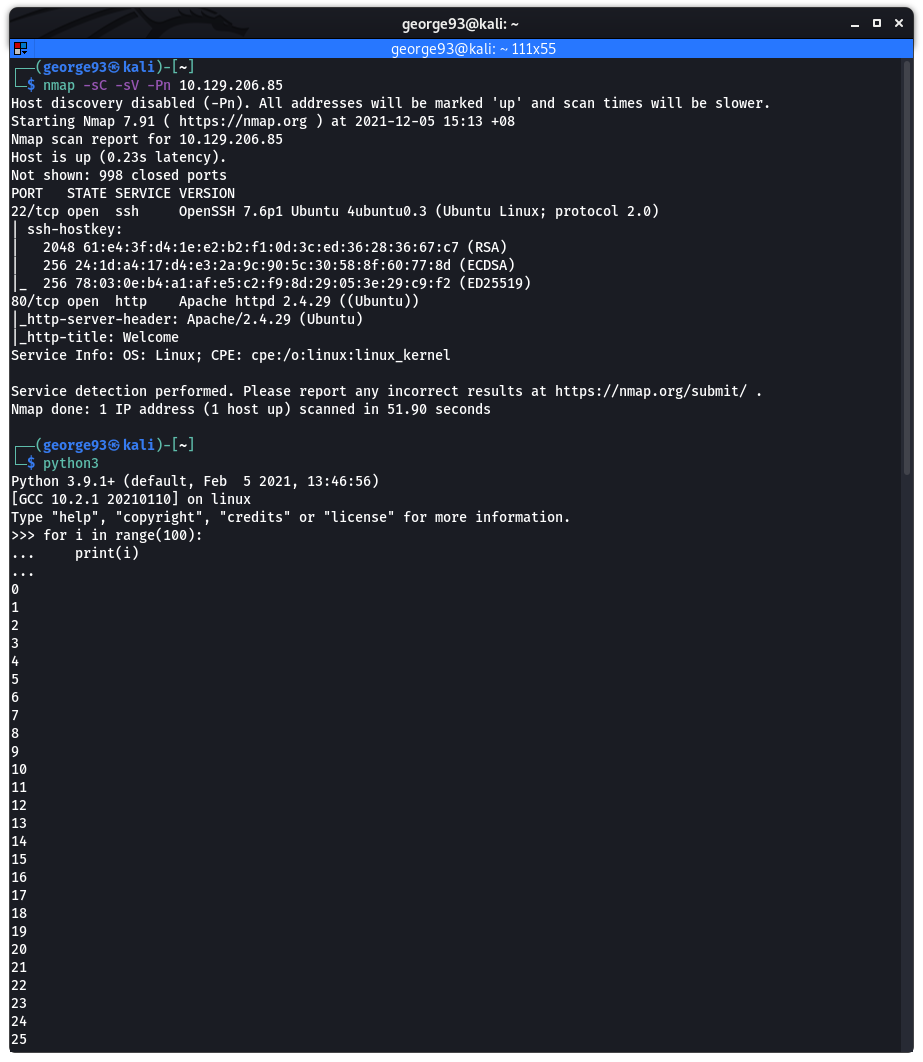 george93@kali: ~
george93@kali: ~ 111x55
┌──(george93㉿kali)-[~]
└─$ nmap -sC -sV -Pn 10.129.206.85
Host discovery disabled (-Pn). All addresses will be marked 'up' and scan times will be slower.
Starting Nmap 7.91 ( https://nmap.org ) at 2021-12-05 15:13 +08
Nmap scan report for 10.129.206.85
Host is up (0.23s latency).
Not shown: 998 closed ports
PORT   STATE SERVICE VERSION
22/tcp open  ssh     OpenSSH 7.6p1 Ubuntu 4ubuntu0.3 (Ubuntu Linux; protocol 2.0)
| ssh-hostkey:
|   2048 61:e4:3f:d4:1e:e2:b2:f1:0d:3c:ed:36:28:36:67:c7 (RSA)
|   256 24:1d:a4:17:d4:e3:2a:9c:90:5c:30:58:8f:60:77:8d (ECDSA)
|_  256 78:03:0e:b4:a1:af:e5:c2:f9:8d:29:05:3e:29:c9:f2 (ED25519)
80/tcp open  http    Apache httpd 2.4.29 ((Ubuntu))
|_http-server-header: Apache/2.4.29 (Ubuntu)
|_http-title: Welcome
Service Info: OS: Linux; CPE: cpe:/o:linux:linux_kernel

Service detection performed. Please report any incorrect results at https://nmap.org/submit/ .
Nmap done: 1 IP address (1 host up) scanned in 51.90 seconds

┌──(george93㉿kali)-[~]
└─$ python3
Python 3.9.1+ (default, Feb  5 2021, 13:46:56)
[GCC 10.2.1 20210110] on linux
Type "help", "copyright", "credits" or "license" for more information.
>>> for i in range(100):
...     print(i)
...
0
1
2
3
4
5
6
7
8
9
10
11
12
13
14
15
16
17
18
19
20
21
22
23
24
25